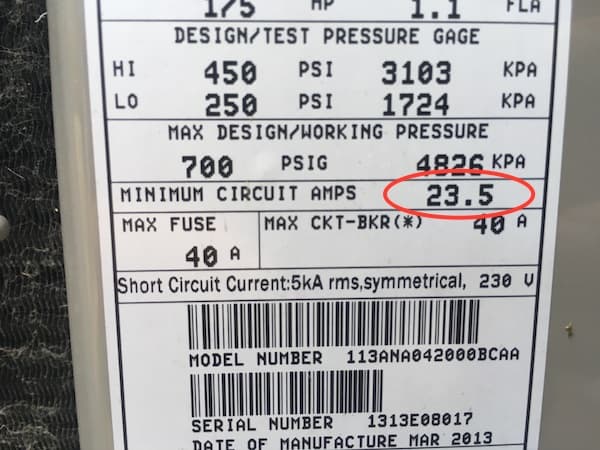 1/5 HP 1.1 FLA
DESIGN/TEST PRESSURE GAGE
HI 450 PSI 3103 KPA
LO 250 PSI 1724 KPA
MAX DESIGN/WORKING PRESSURE
700 PSIG 4826 KPA
MINIMUM CIRCUIT AMPS 23.5
MAX FUSE MAX CKT-BKR(*) 40 A
40 A
Short Circuit Current:5kA rms,symmetrical, 230 V
MODEL NUMBER 113ANA042000BCAA
SERIAL NUMBER 1313E08017
DATE OF MANUFACTURE MAR 2013